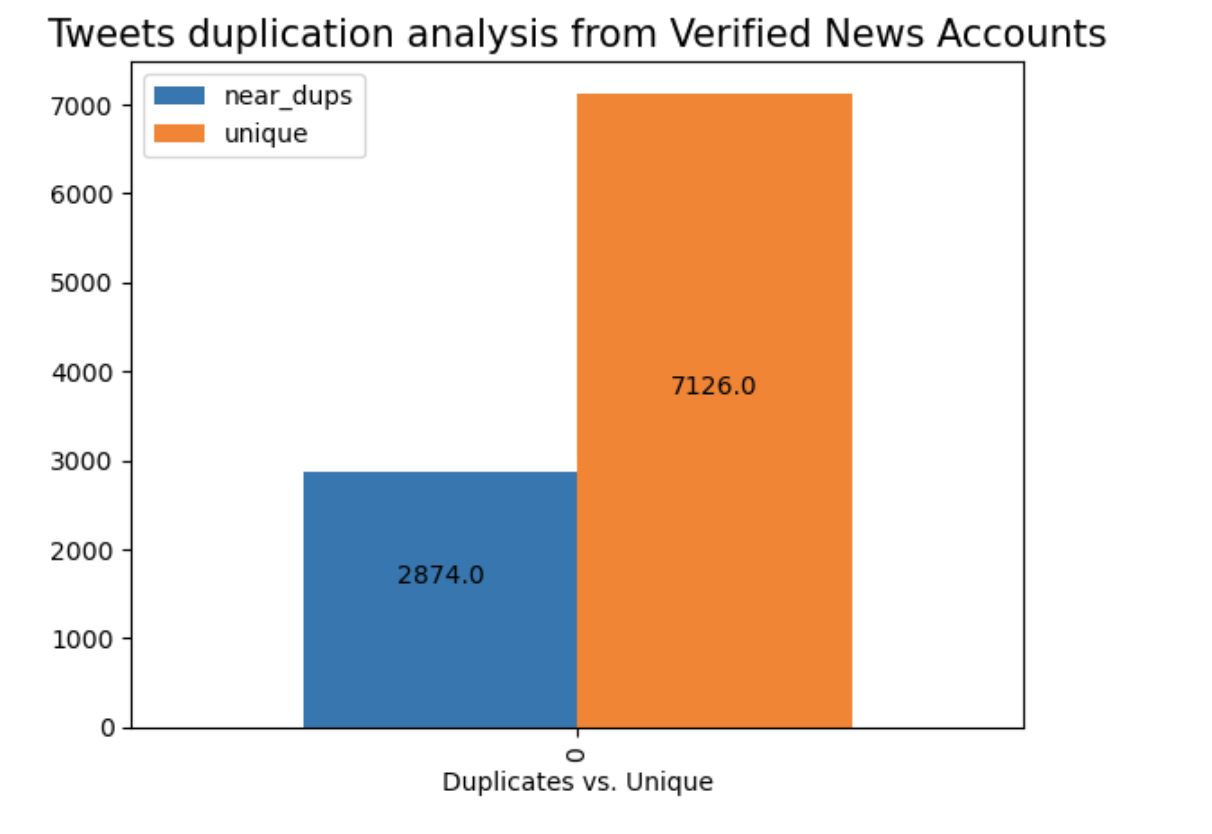 Tweets duplication analysis from Verified News Accounts
near_dups
unique
7000
6000
5000
4000
3000
2000
1000
0
7126.0
2874.0
0
Duplicates vs. Unique